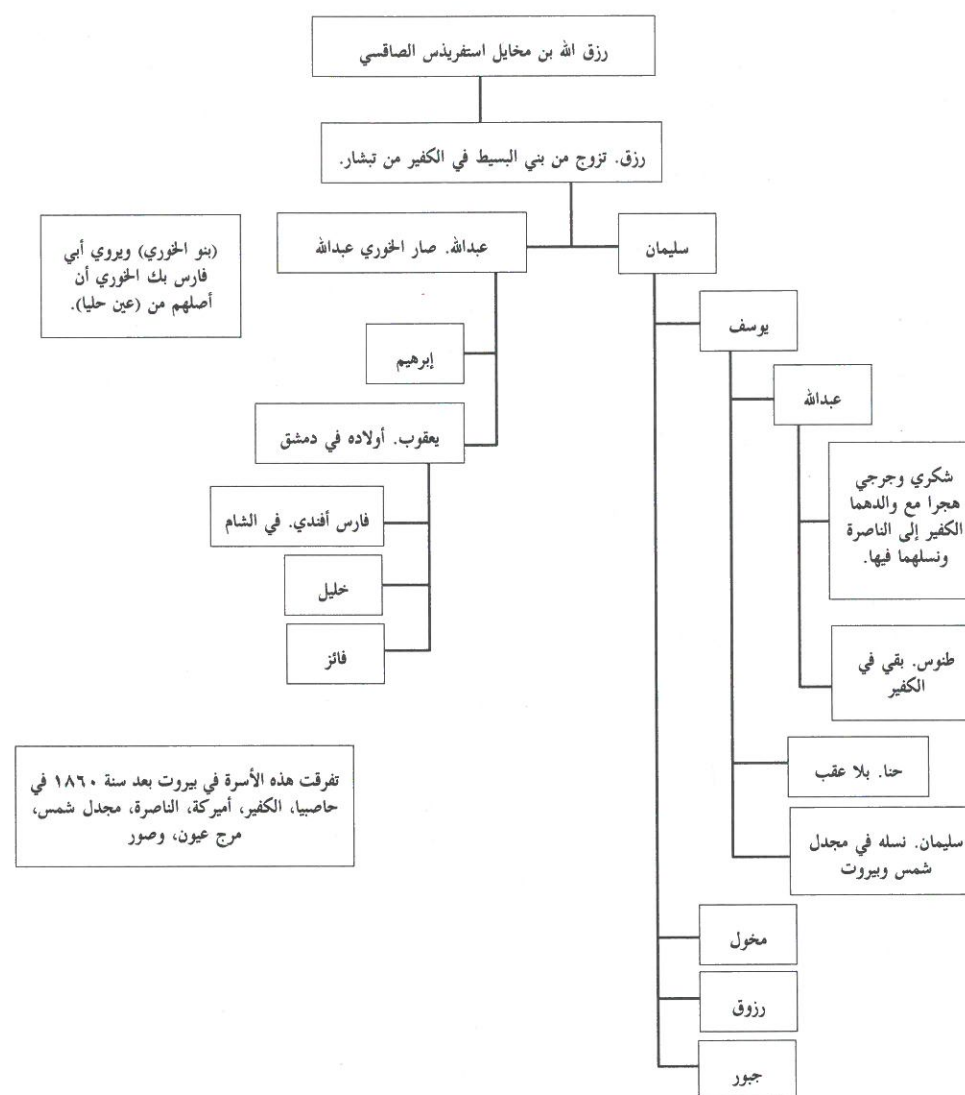 رزق الله بن مخايل استفريذس الصاقسي
رزق. تزوج من بني البسيط في الكفير من تبشار.
سليمان
عبدالله. صار الخوري عبدالله
(بنو الخوري) ويروي أبي
فارس بك الخوري أن
أصلهم من (عين حليا).
يوسف
إبرهيم
عبدالله
يعقوب. أولاده في دمشق
شكري وجرجي
هجرا مع والدهما
الكفير إلى الناصرة
ونسلهما فيها.
فارس أفندي. في الشام
خليل
فائز
طنوس. بقي في
الكفير
حنا. بلا عقب
تفرقت هذه الأسرة في بيروت بعد سنة ١٨٦٠ في
حاصبيا، الكفير، أميركة، الناصرة، مجدل شمس،
مرج عيون، وصور
سليمان. نسله في مجدل
شمس وبيروت
مخول
رزوق
جبور